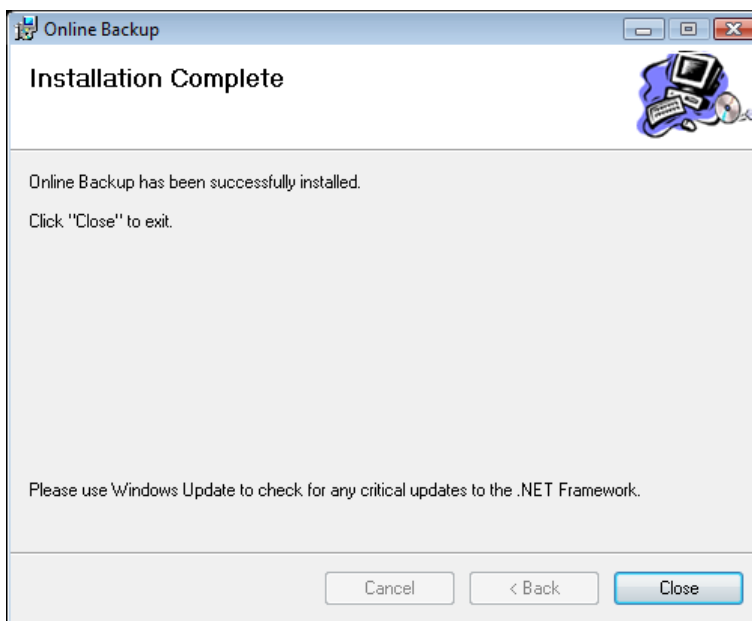 Online Backup
Installation Complete
Online Backup has been successfully installed.
Click "Close" to exit.
Please use Windows Update to check for any critical updates to the .NET Framework.
Cancel
< Back
Close